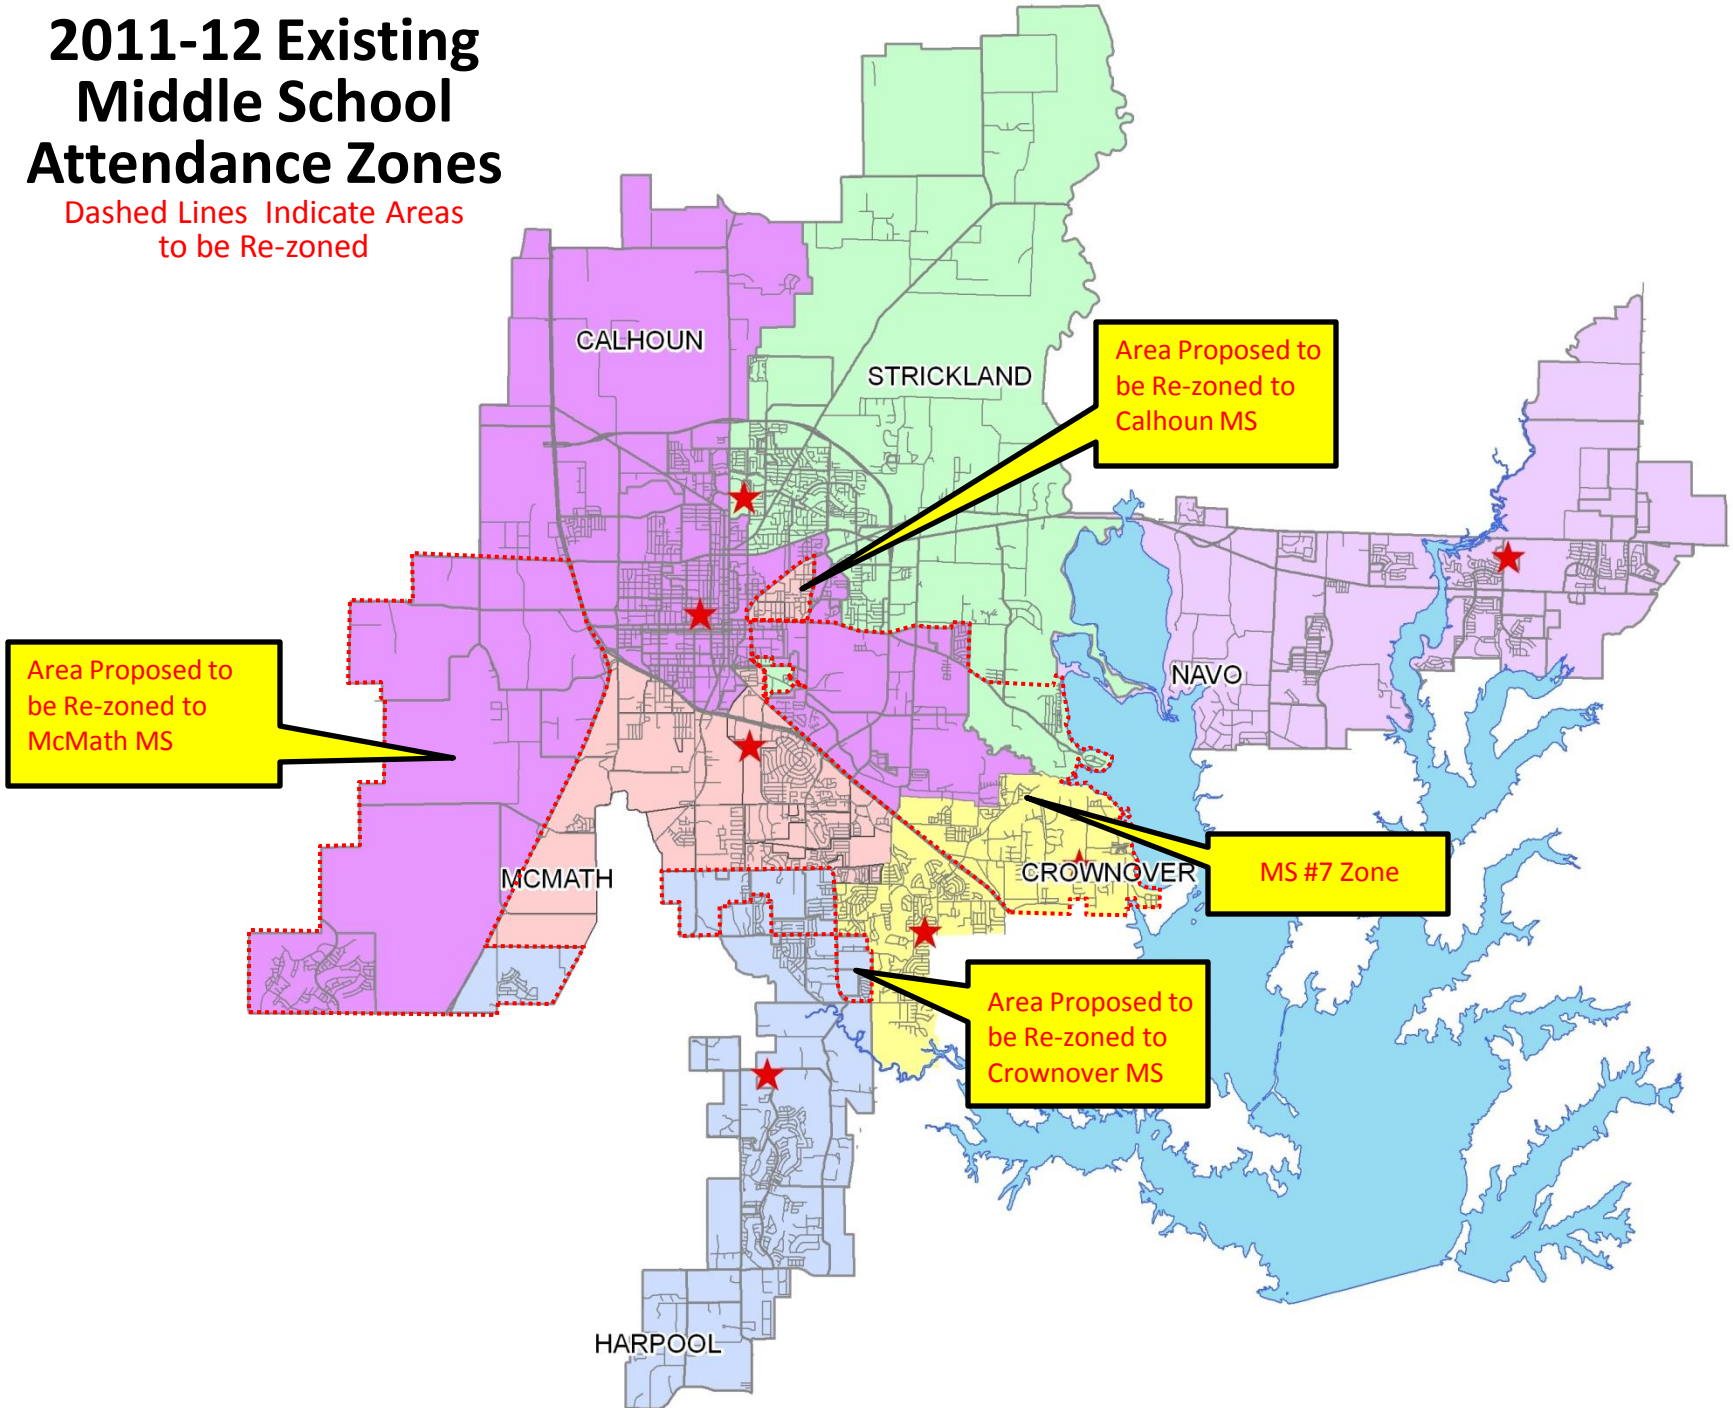 2011-12 Existing
Middle School
Attendance Zones
Dashed Lines Indicate Areas
to be Re-zoned
CALHOUN
STRICKLAND
Area Proposed to
be Re-zoned to
Calhoun MS
NAVO
Area Proposed to
be Re-zoned to
McMath MS
MCMATH
CROWNOVER
MS #7 Zone
Area Proposed to
be Re-zoned to
Crownover MS
HARPOOL